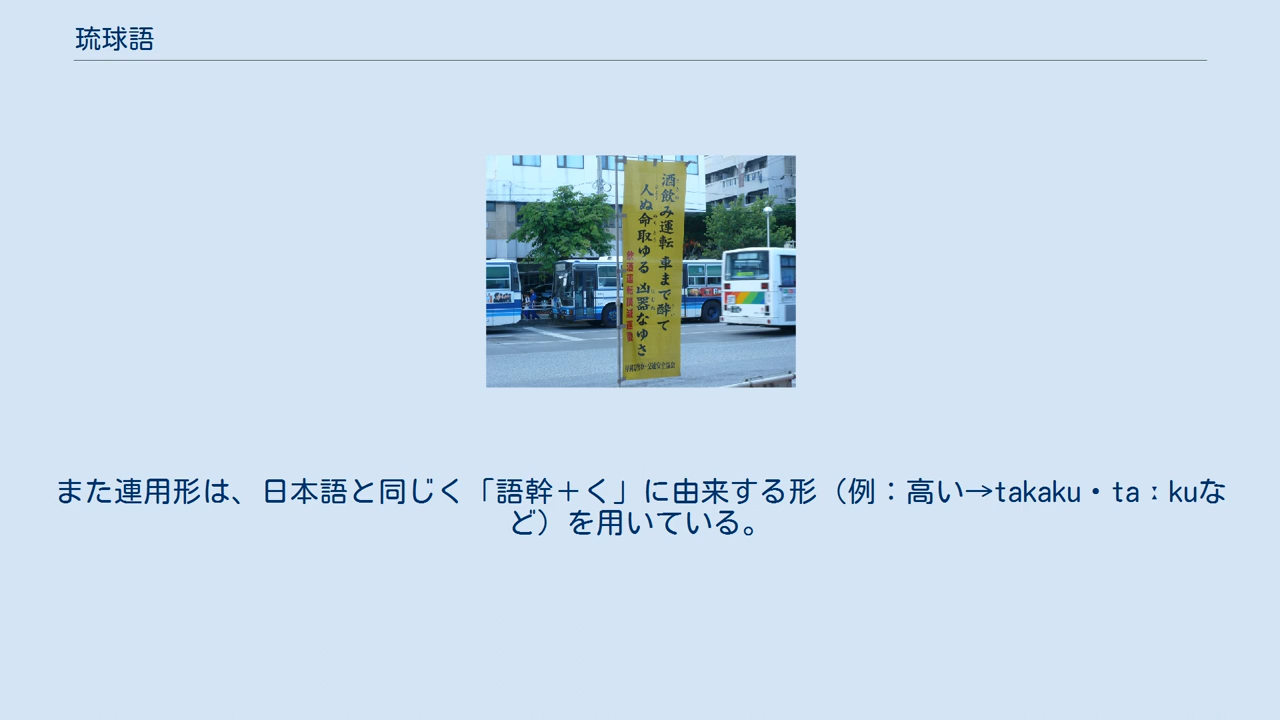 琉球語
酒飲み運転 車まで酔て
人ぬ命取ゆる 凶器なゆさ
また連用形は、日本語と同じく「語幹＋く」に由来する形（例：高い→takaku・taːkuな
ど）を用いている。